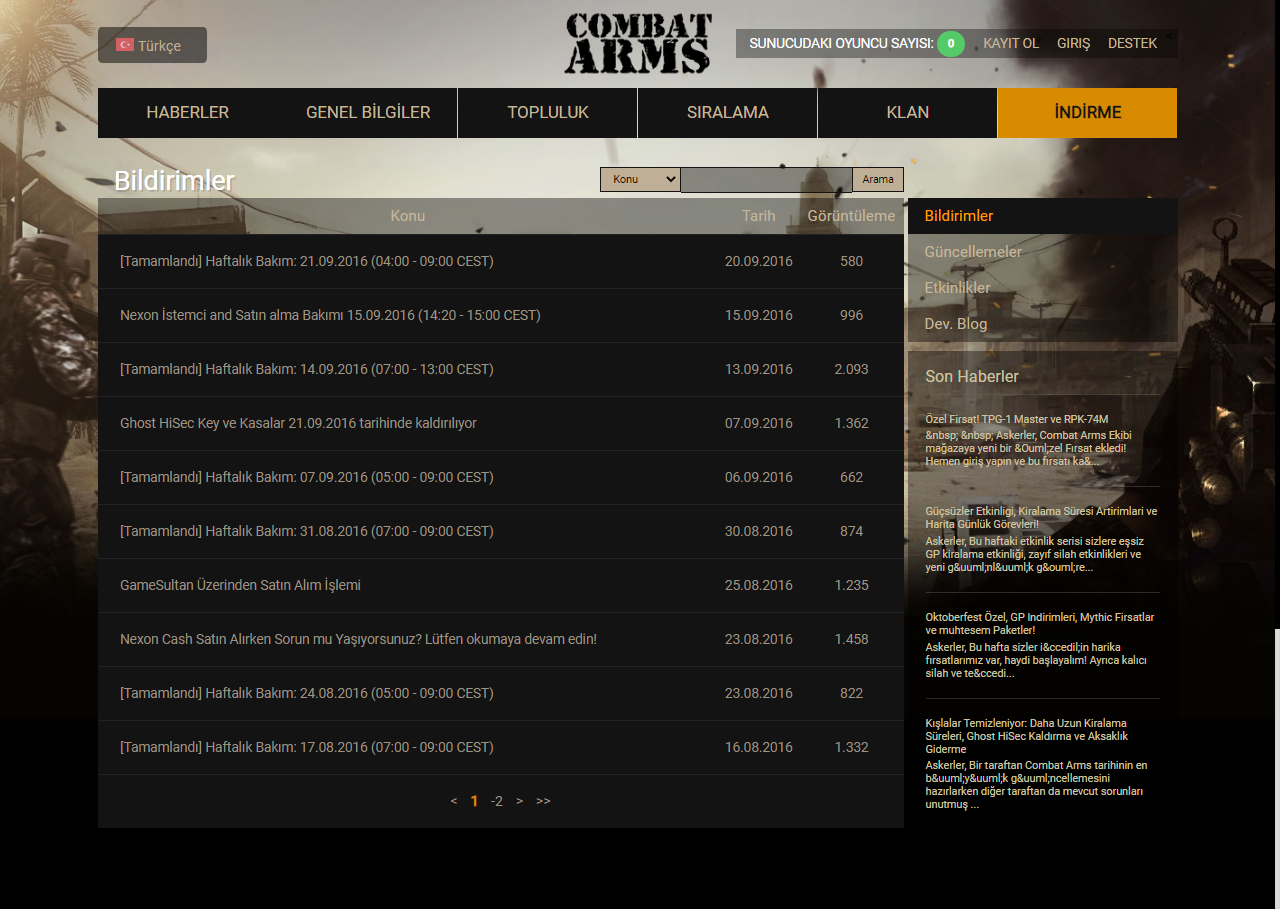 Türkçe
COMBAT
ARMS
SUNUCUDAKI OYUNCU SAYISI: 0 KAYIT OL GIRIŞ DESTEK
HABERLER GENEL BİLGİLER TOPLULUK SIRALAMA KLAN İNDİRME
Bildirimler
Konu Arama
Konu Tarih Görüntüleme
[Tamamlandı] Haftalık Bakım: 21.09.2016 (04:00 - 09:00 CEST) 20.09.2016 580
Nexon İstemci and Satın alma Bakımı 15.09.2016 (14:20 - 15:00 CEST) 15.09.2016 996
[Tamamlandı] Haftalık Bakım: 14.09.2016 (07:00 - 13:00 CEST) 13.09.2016 2.093
Ghost HiSec Key ve Kasalar 21.09.2016 tarihinde kaldırılıyor 07.09.2016 1.362
[Tamamlandı] Haftalık Bakım: 07.09.2016 (05:00 - 09:00 CEST) 06.09.2016 662
[Tamamlandı] Haftalık Bakım: 31.08.2016 (07:00 - 09:00 CEST) 30.08.2016 874
GameSultan Üzerinden Satın Alım İşlemi 25.08.2016 1.235
Nexon Cash Satın Alırken Sorun mu Yaşıyorsunuz? Lütfen okumaya devam edin! 23.08.2016 1.458
[Tamamlandı] Haftalık Bakım: 24.08.2016 (05:00 - 09:00 CEST) 23.08.2016 822
[Tamamlandı] Haftalık Bakım: 17.08.2016 (07:00 - 09:00 CEST) 16.08.2016 1.332
< 1 -2 > >>
Bildirimler
Güncellemeler
Etkinlikler
Dev. Blog
Son Haberler
Özel Firsat! TPG-1 Master ve RPK-74M
&nbsp; &nbsp; Askerler, Combat Arms Ekibi
mağazaya yeni bir &Ouml;zel Fırsat ekledi!
Hemen giriş yapın ve bu fırsatı ka&...
Güçsüzler Etkinligi, Kiralama Süresi Artirimlari ve
Harita Günlük Görevleri!
Askerler, Bu haftaki etkinlik serisi sizlere eşsiz
GP kiralama etkinliği, zayıf silah etkinlikleri ve
yeni g&uuml;nl&uuml;k g&ouml;re...
Oktoberfest Özel, GP Indirimleri, Mythic Firsatlar
ve muhtesem Paketler!
Askerler, Bu hafta sizler i&ccedil;in harika
fırsatlarımız var, haydi başlayalım! Ayrıca kalıcı
silah ve te&ccedi...
Kışlalar Temizleniyor: Daha Uzun Kiralama
Süreleri, Ghost HiSec Kaldırma ve Aksaklık
Giderme
Askerler, Bir taraftan Combat Arms tarihinin en
b&uuml;y&uuml;k g&uuml;ncellemesini
hazırlarken diğer taraftan da mevcut sorunları
unutmuş ...